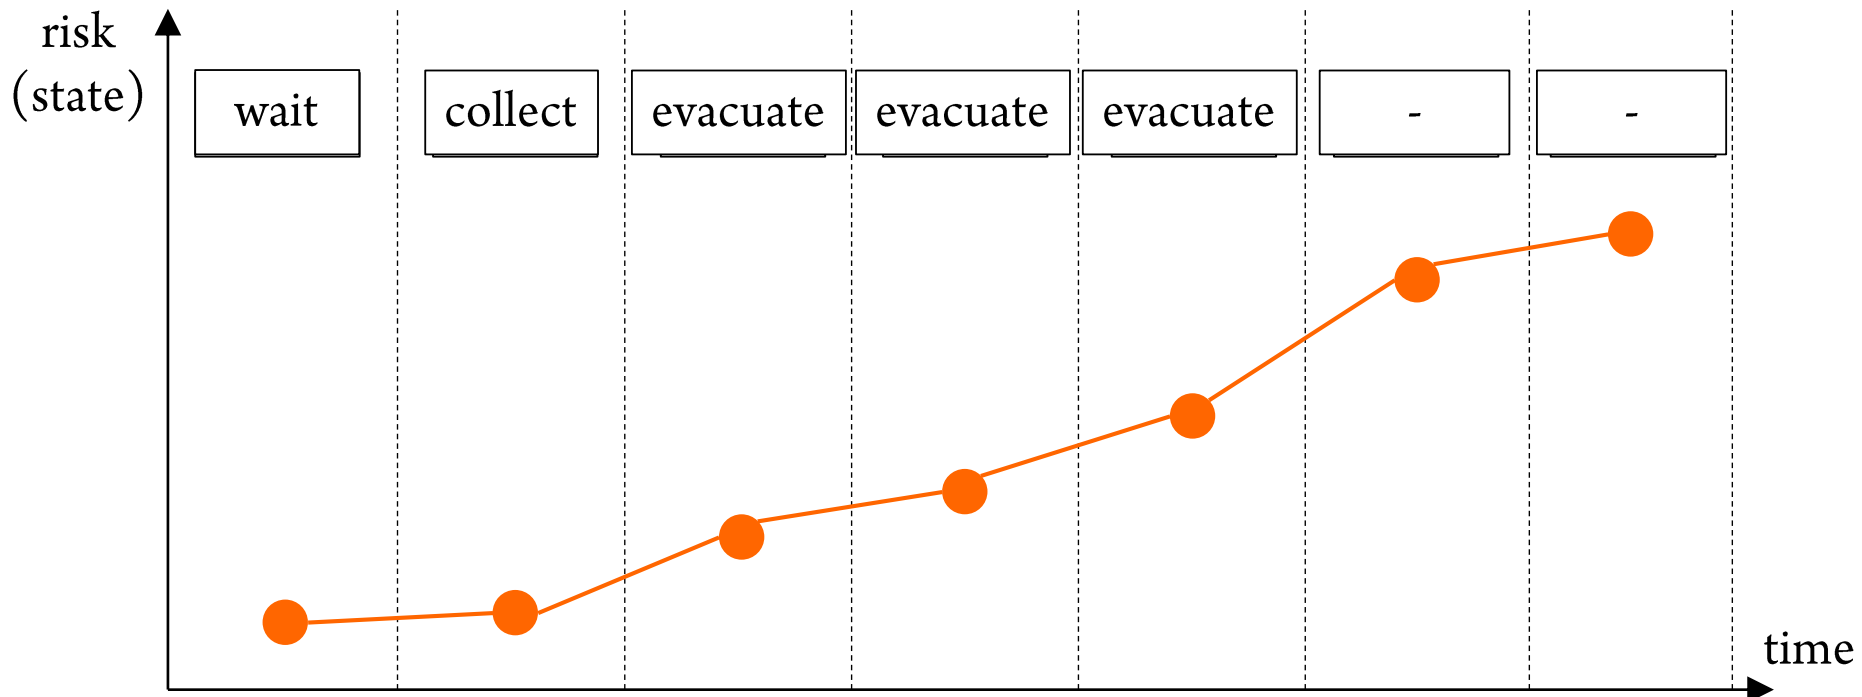 risk
(state)
wait
collect
evacuate
evacuate
evacuate
-
-
time